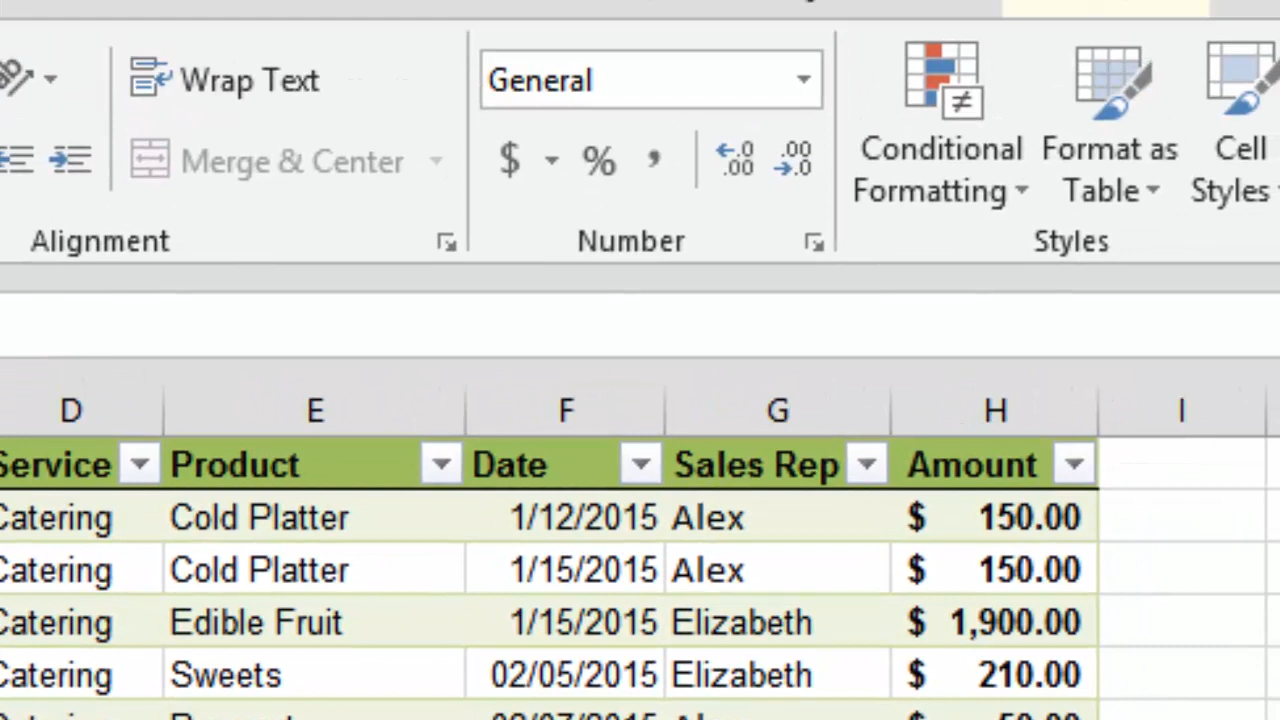 Wrap Text
General
Merge & Center
$ % , .0 .00 .00 .0
Conditional Formatting
Format as Table
Cell Styles
Alignment
Number
Styles
D E F G H I
Service Product Date Sales Rep Amount
Catering Cold Platter 1/12/2015 Alex $ 150.00
Catering Cold Platter 1/15/2015 Alex $ 150.00
Catering Edible Fruit 1/15/2015 Elizabeth $ 1,900.00
Catering Sweets 02/05/2015 Elizabeth $ 210.00